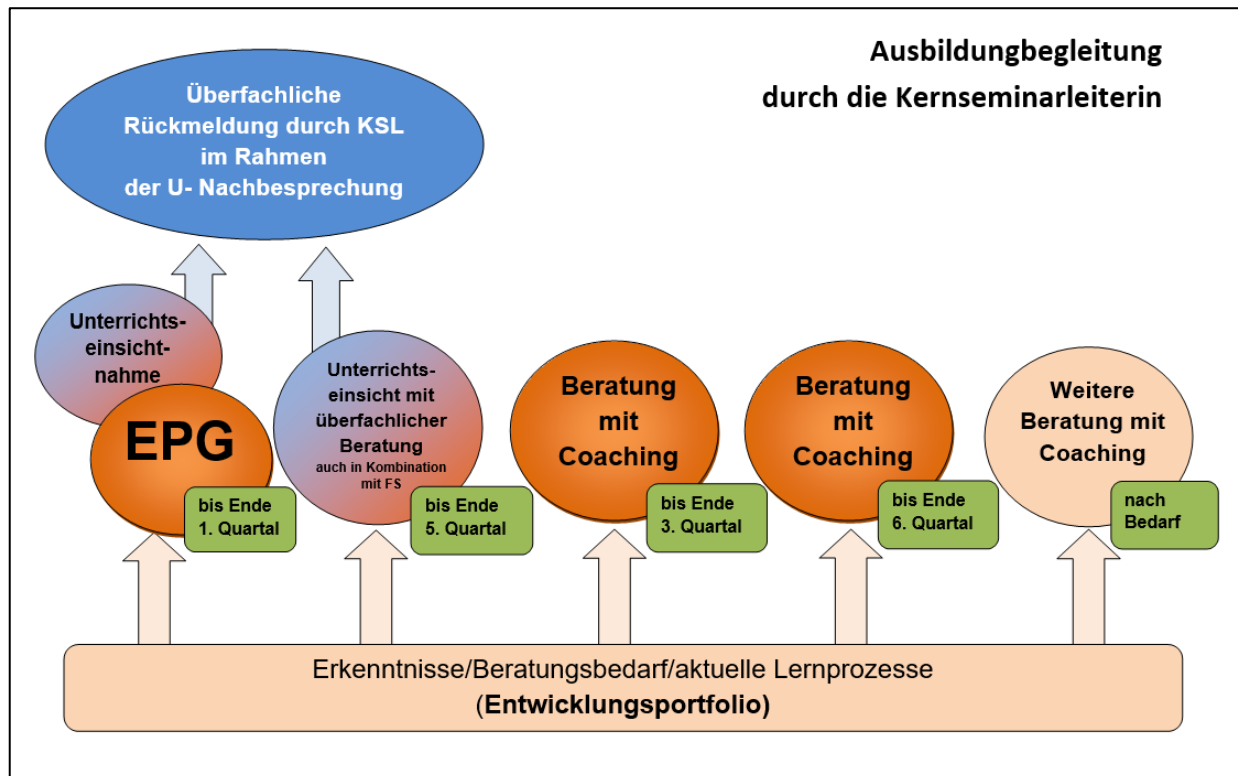 Ausbildungbegleitung
durch die Kernseminarleiterin
Überfachliche
Rückmeldung durch KSL
im Rahmen
der U- Nachbesprechung
Unterrichts-
einsicht-
nahme
EPG
bis Ende
1. Quartal
Unterrichts-
einsicht mit
überfachlicher
Beratung
auch in Kombination
mit FS
bis Ende
5. Quartal
Beratung
mit
Coaching
bis Ende
3. Quartal
Beratung
mit
Coaching
bis Ende
6. Quartal
Weitere
Beratung mit
Coaching
nach
Bedarf
Erkenntnisse/Beratungsbedarf/aktuelle Lernprozesse
(Entwicklungsportfolio)